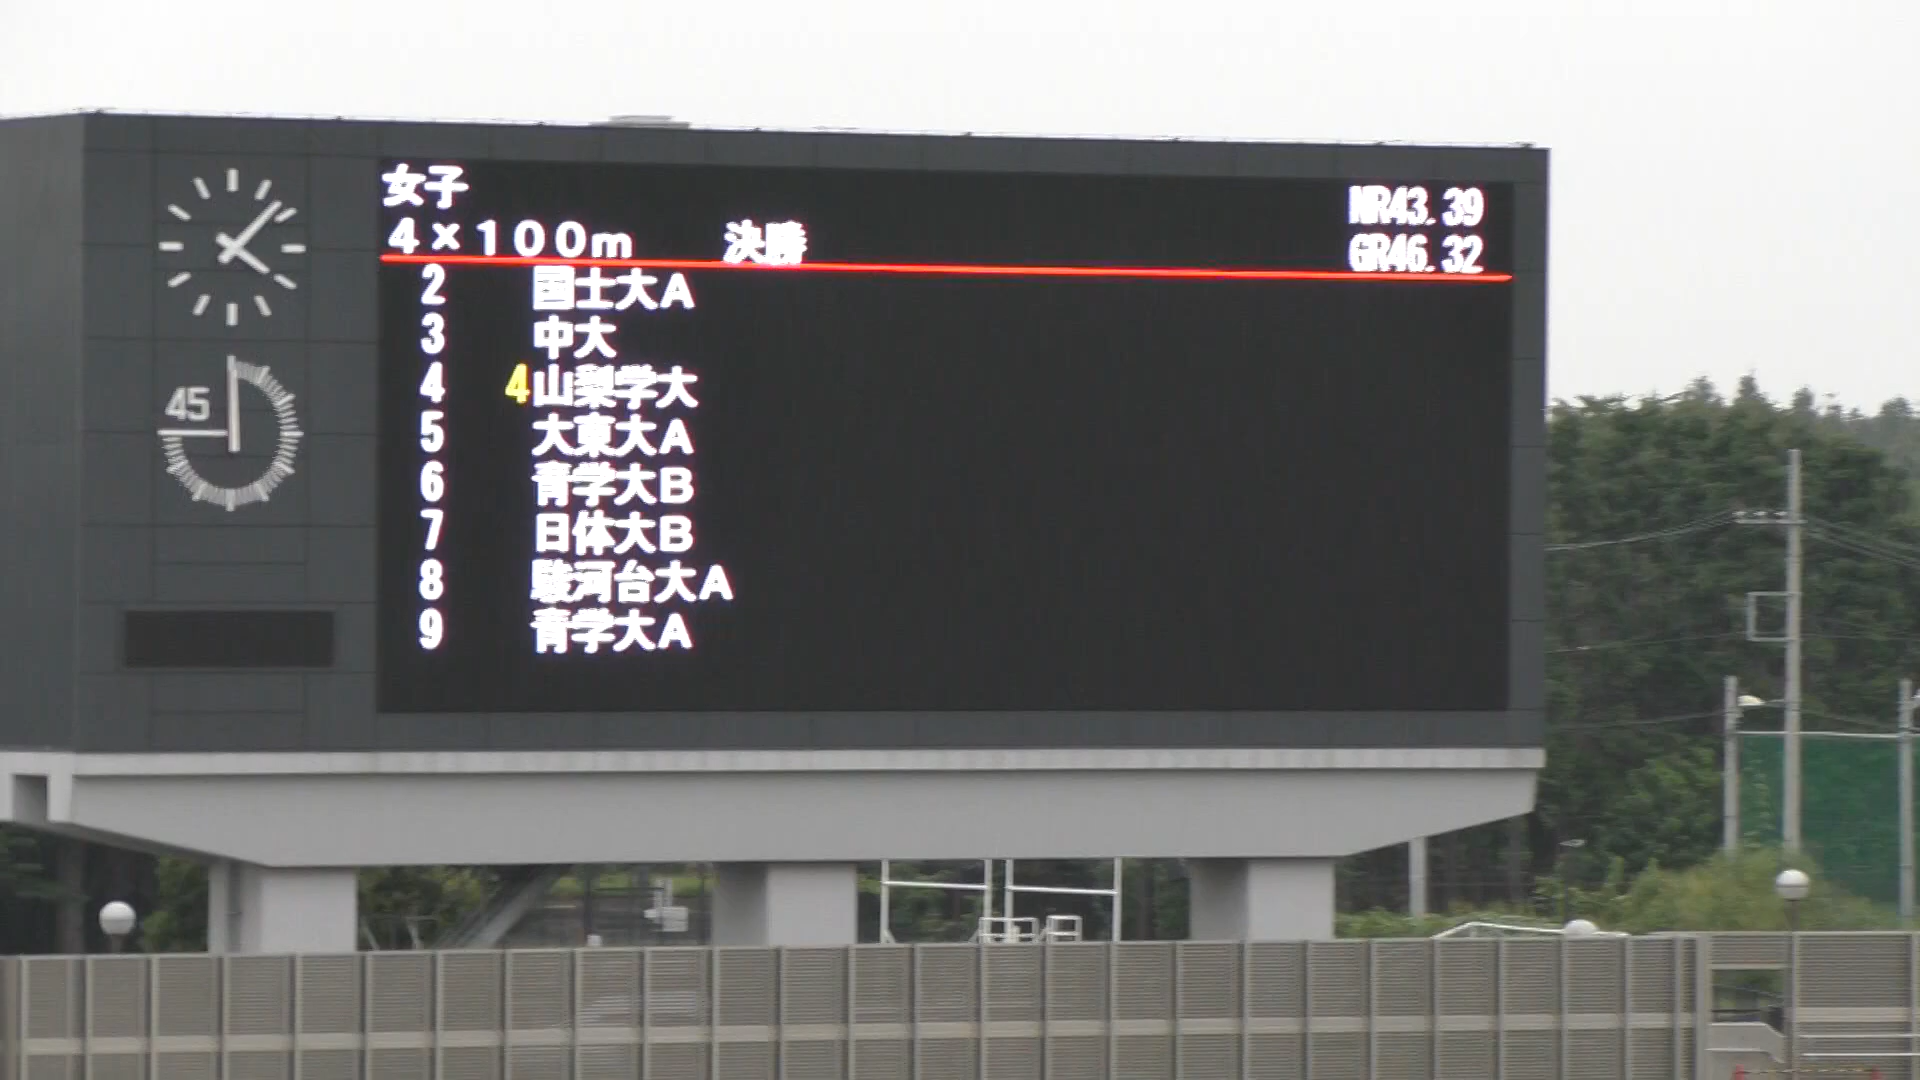 女子
4×100m 決勝
NR43.39
GR46.32
2 国士大A
3 中大
4 4山梨学大
5 大東大A
6 青学大B
7 日体大B
8 駿河台大A
9 青学大A
45